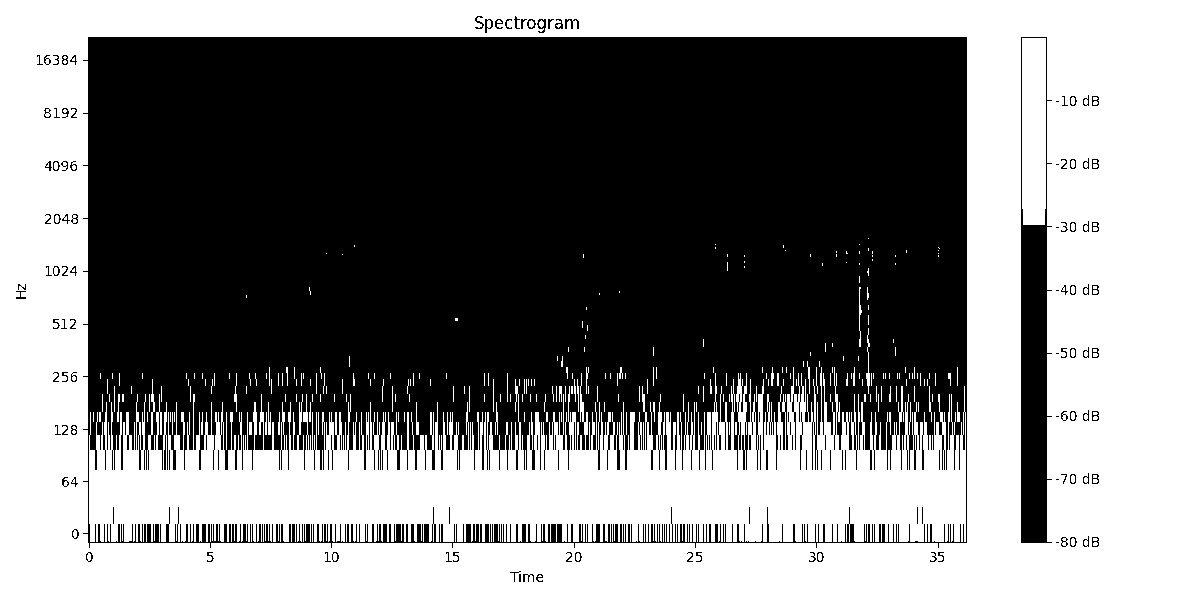 Spectrogram
16384
8192
4096
2048
1024
512
256
128
64
0
Hz
0 5 10 15 20 25 30 35
Time
-10 dB
-20 dB
-30 dB
-40 dB
-50 dB
-60 dB
-70 dB
-80 dB